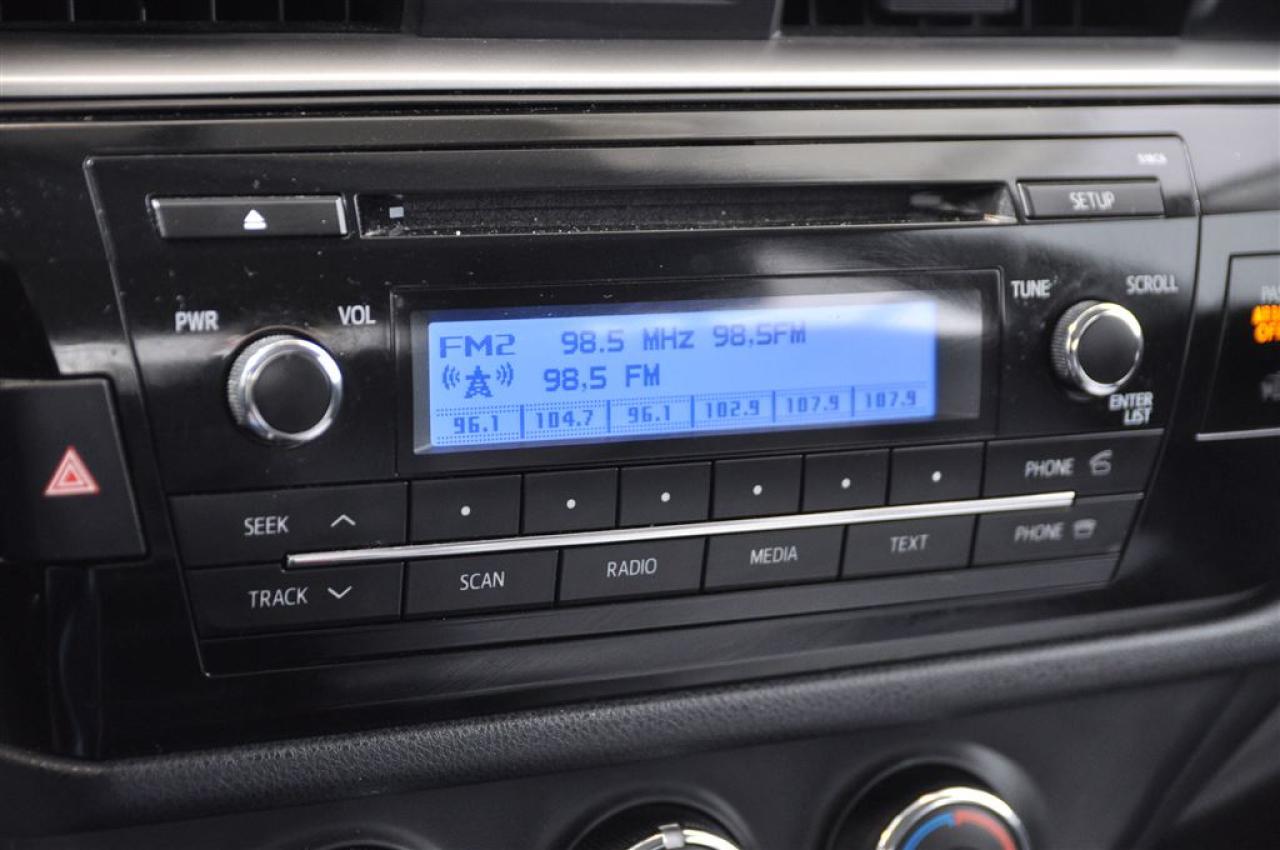 SETUP
PWR
VOL
TUNE
SCROLL
FM2 98.5 MHz 98,5FM
98,5 FM
96.1 104.7 96.1 102.9 107.9 107.9
ENTER
LIST
SEEK
PHONE
TRACK
SCAN
RADIO
MEDIA
TEXT
PHONE